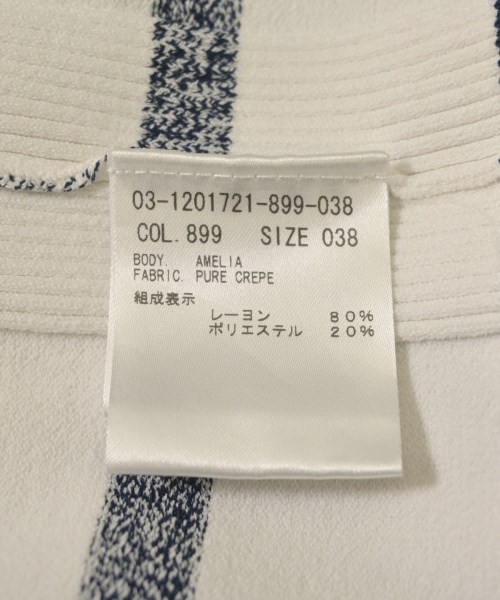 03-1201721-899-038
COL.899 SIZE 038
BODY. AMELIA
FABRIC. PURE CREPE
組成表示
レーヨン 80%
ポリエステル 20%